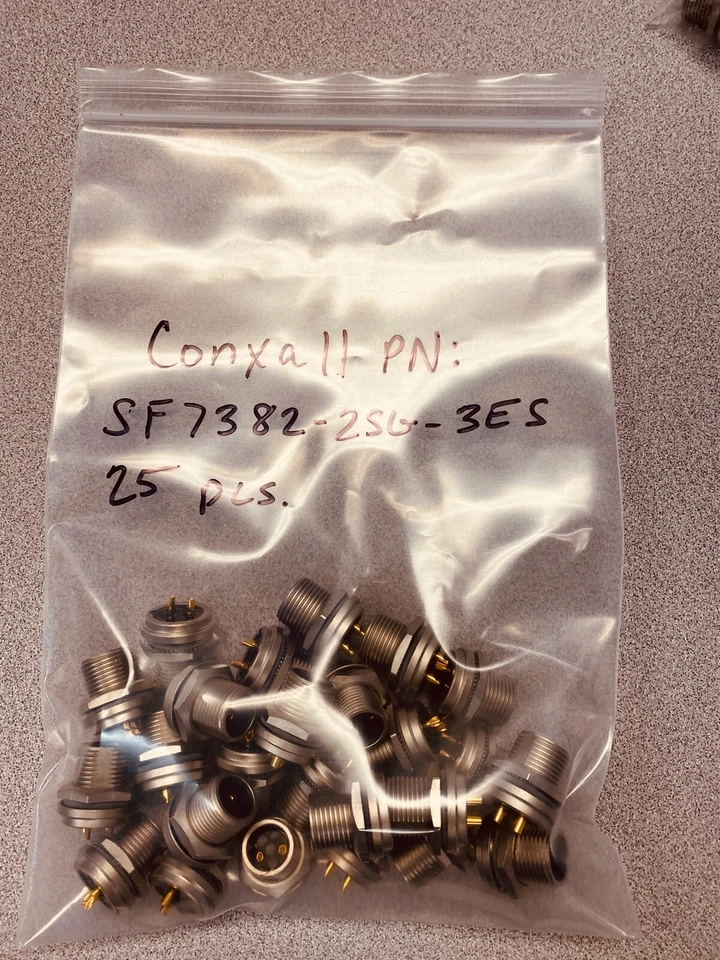 Conxall PN:
SF7382-2SG-3ES
25 pcs.